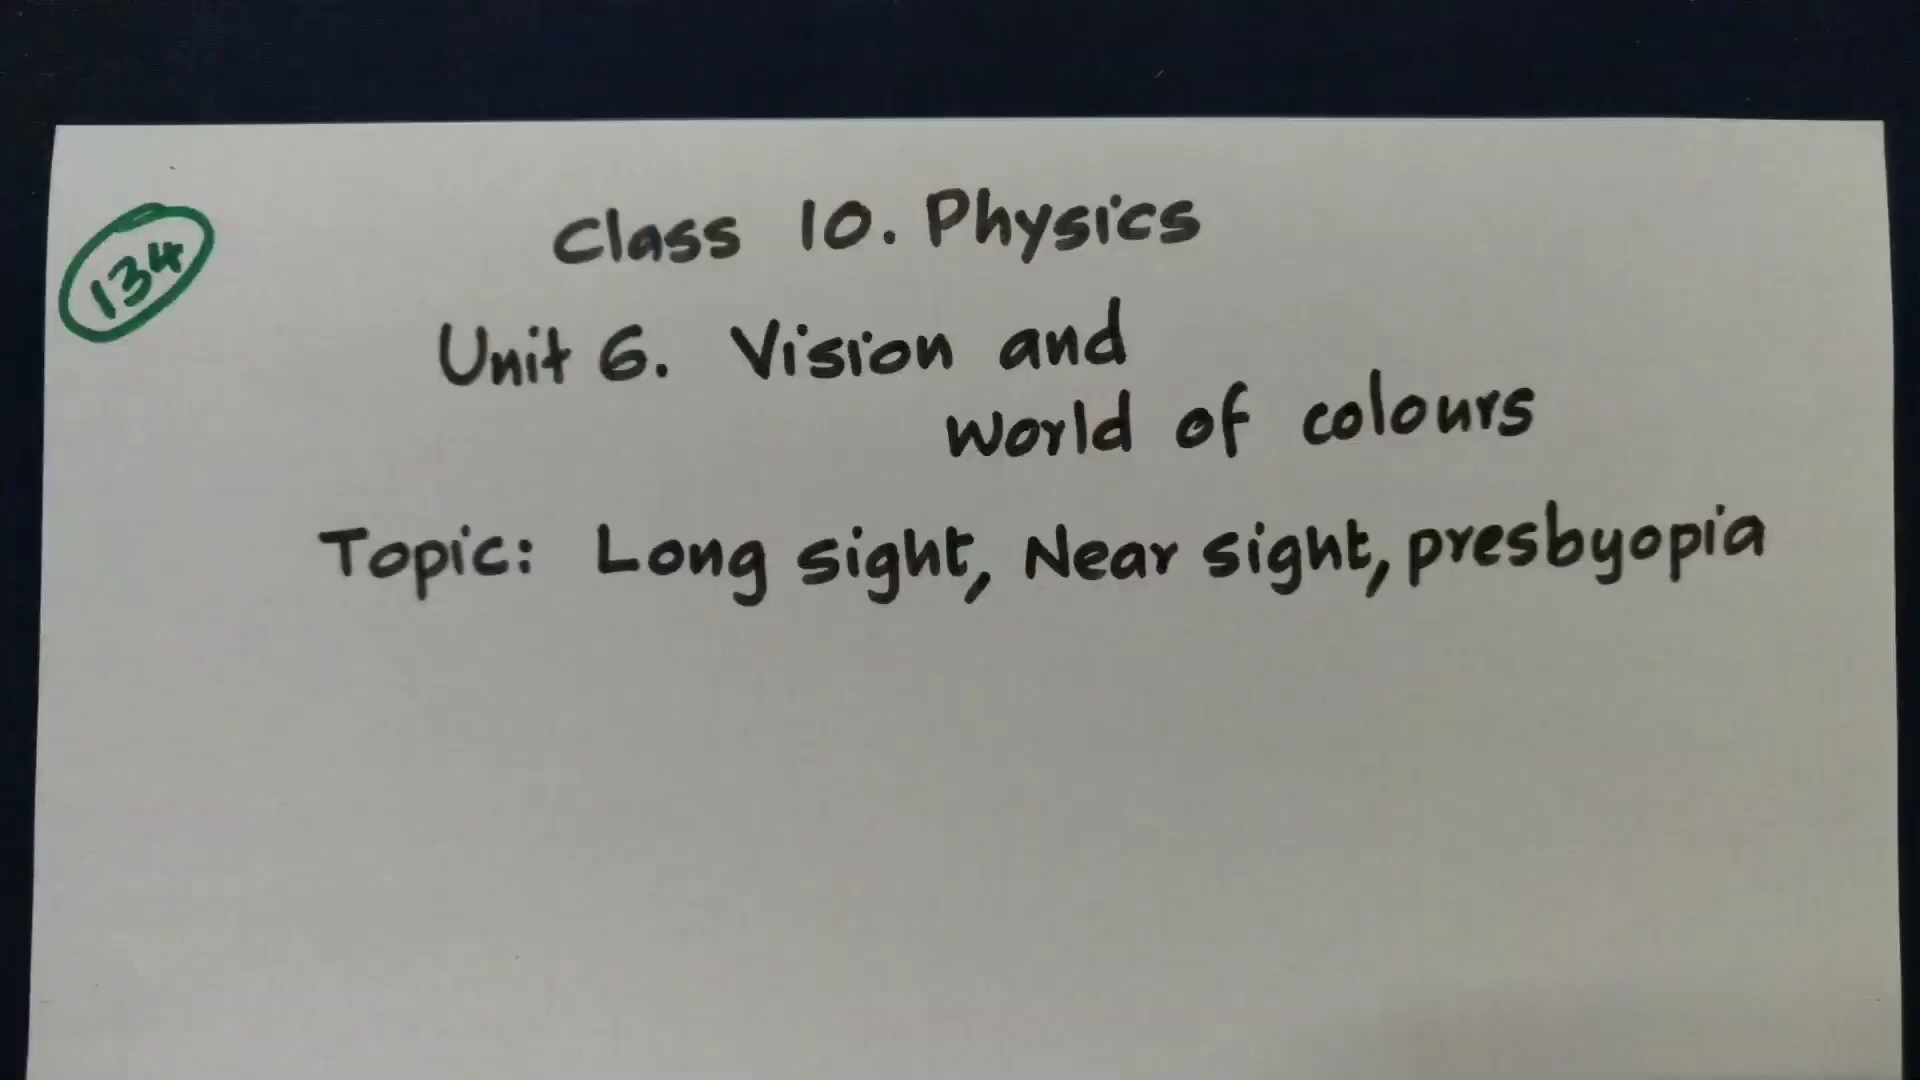 134
Class 10. Physics
Unit 6. Vision and
World of colours
Topic: Long sight, Near sight, presbyopia